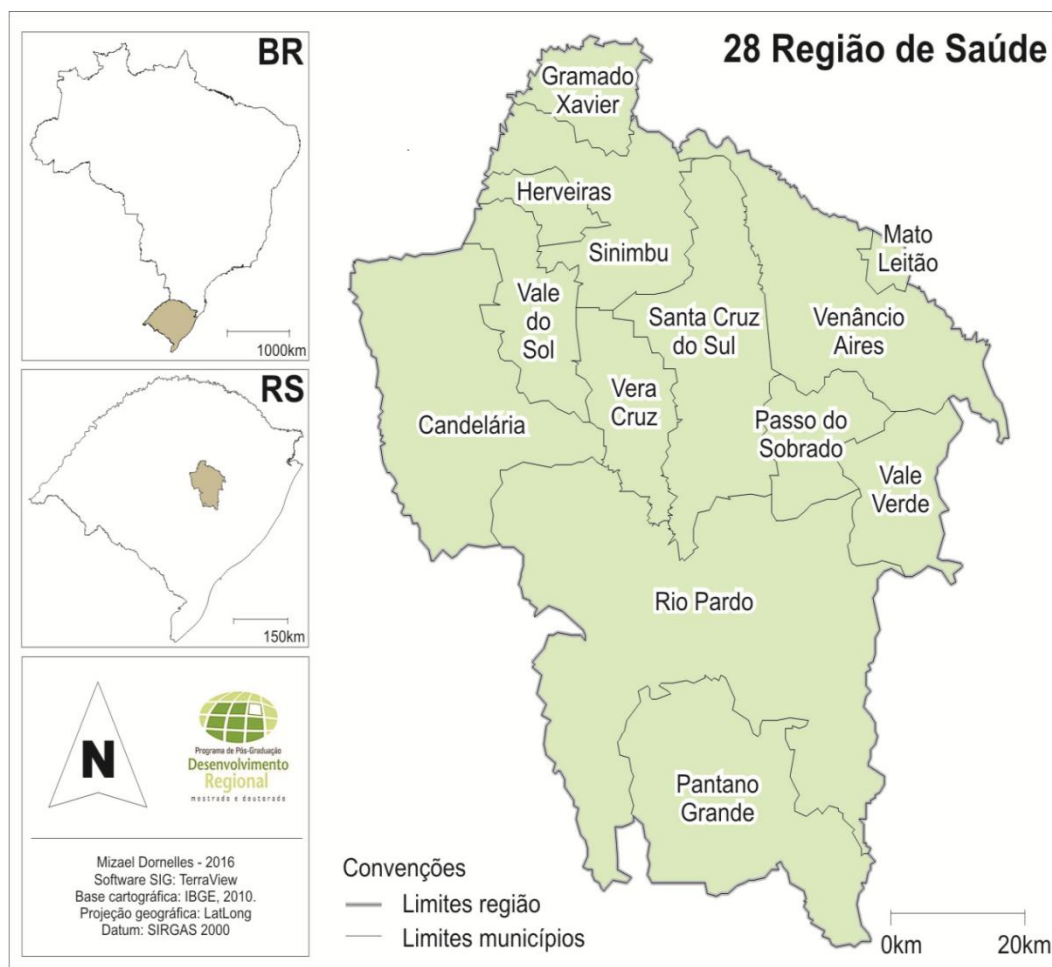 BR
1000km
RS
150km
N
Programa de Pós-Graduação
Desenvolvimento
Regional
mestrado e doutorado
Mizael Dornelles - 2016
Software SIG: TerraView
Base cartográfica: IBGE, 2010.
Projeção geográfica: LatLong
Datum: SIRGAS 2000
28 Região de Saúde
Gramado
Xavier
Herveiras
Sinimbu
Mato
Leitão
Vale
do
Sol
Santa Cruz
do Sul
Venâncio
Aires
Vera
Cruz
Candelária
Passo do
Sobrado
Vale
Verde
Rio Pardo
Pantano
Grande
Convenções
Limites região
Limites municípios
0km
20km